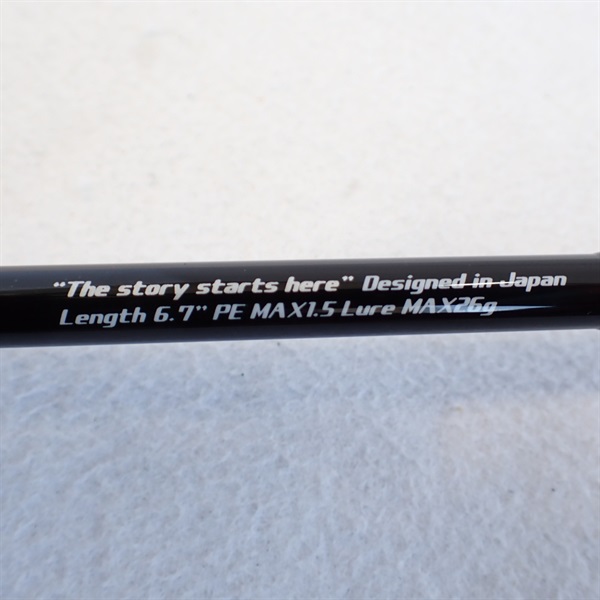 "The story starts here" Designed in Japan
Length 6.7" PE MAX1.5 Lure MAX26g